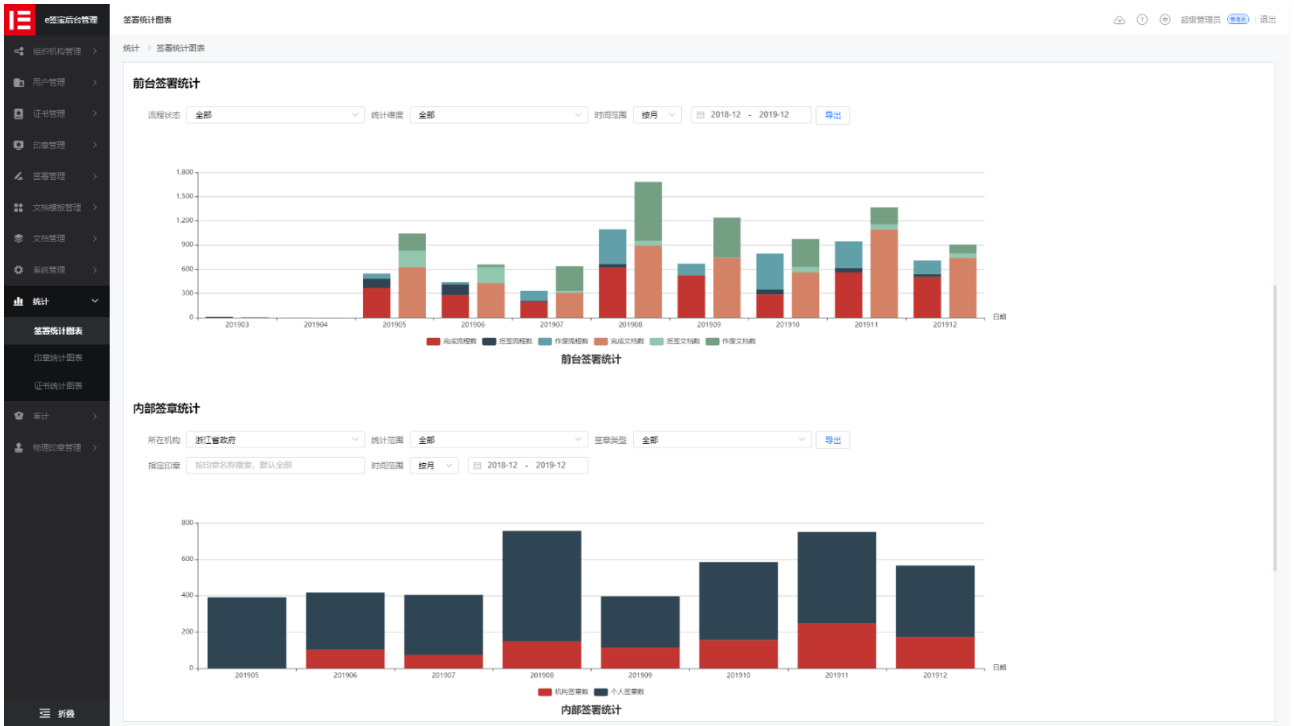 e签宝后台管理
签署统计图表
超级管理员 管理员 退出
组织机构管理
用户管理
证书管理
印章管理
签署管理
文档模板管理
文档管理
系统管理
统计
签署统计图表
印章统计图表
证书统计图表
审计
物理印章管理
折叠
统计 > 签署统计图表
前台签署统计
流程状态 全部 统计维度 全部 时间范围 按月 2018-12 - 2019-12 导出
1,800
1,500
1,200
900
600
300
0
201903 201904 201905 201906 201907 201908 201909 201910 201911 201912 日期
完成流程数 拒签流程数 作废流程数 完成文档数 拒签文档数 作废文档数
前台签署统计
内部签章统计
所在机构 浙江省政府 统计范围 全部 签章类型 全部 导出
指定印章 按印章名称搜索，默认全部 时间范围 按月 2018-12 - 2019-12
800
600
400
200
0
201905 201906 201907 201908 201909 201910 201911 201912 日期
机构签章数 个人签章数
内部签署统计